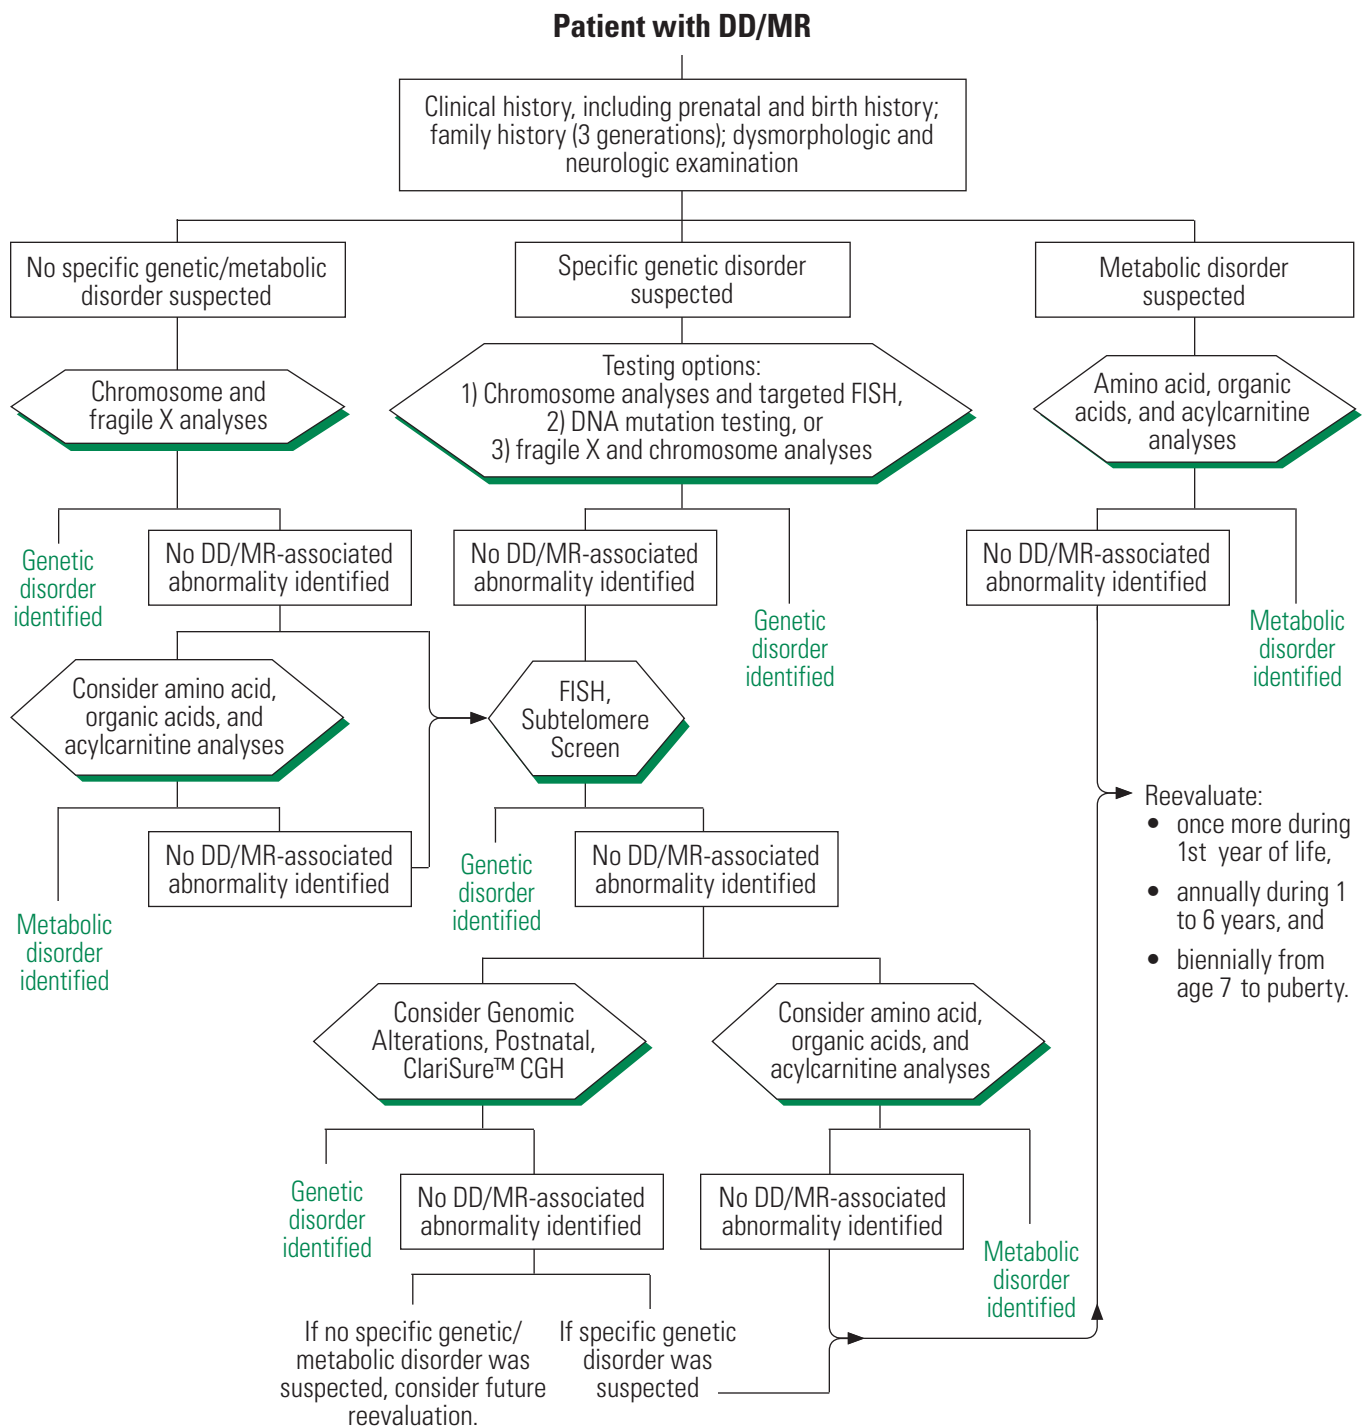 Patient with DD/MR
Clinical history, including prenatal and birth history;
family history (3 generations); dysmorphologic and
neurologic examination
No specific genetic/metabolic
disorder suspected
Specific genetic disorder
suspected
Metabolic disorder
suspected
Chromosome and
fragile X analyses
Testing options:
1) Chromosome analyses and targeted FISH,
2) DNA mutation testing, or
3) fragile X and chromosome analyses
Amino acid, organic
acids, and acylcarnitine
analyses
Genetic
disorder
identified
No DD/MR-associated
abnormality identified
No DD/MR-associated
abnormality identified
Genetic
disorder
identified
No DD/MR-associated
abnormality identified
Metabolic
disorder
identified
Consider amino acid,
organic acids, and
acylcarnitine analyses
FISH,
Subtelomere
Screen
Metabolic
disorder
identified
No DD/MR-associated
abnormality identified
Genetic
disorder
identified
No DD/MR-associated
abnormality identified
Reevaluate:
• once more during
1st year of life,
• annually during 1
to 6 years, and
• biennially from
age 7 to puberty.
Consider Genomic
Alterations, Postnatal,
ClariSure™ CGH
Consider amino acid,
organic acids, and
acylcarnitine analyses
Genetic
disorder
identified
No DD/MR-associated
abnormality identified
No DD/MR-associated
abnormality identified
Metabolic
disorder
identified
If no specific genetic/
metabolic disorder was
suspected, consider future
reevaluation.
If specific genetic
disorder was
suspected